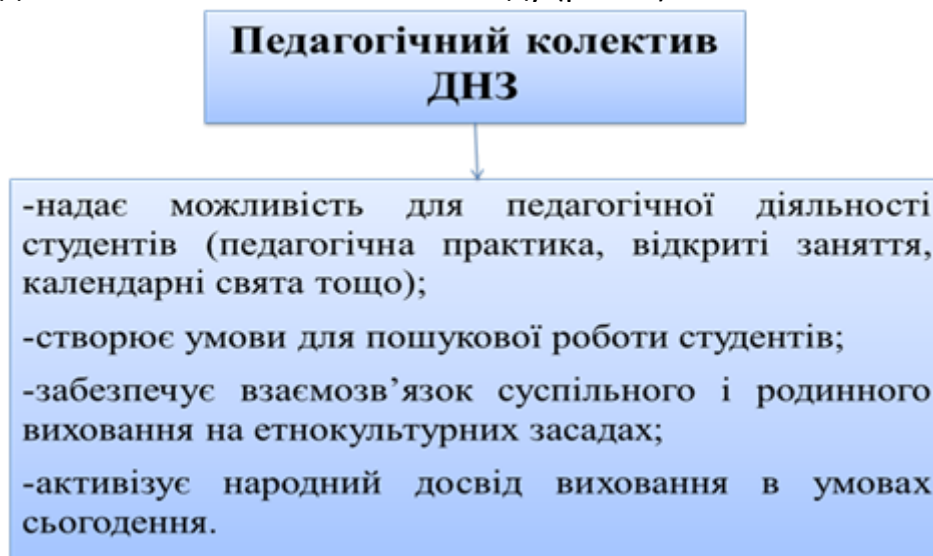 Педагогічний колектив
ДНЗ
-надає можливість для педагогічної діяльності
студентів (педагогічна практика, відкриті заняття,
календарні свята тощо);
-створює умови для пошукової роботи студентів;
-забезпечує взаємозв’язок суспільного і родинного
виховання на етнокультурних засадах;
-активізує народний досвід виховання в умовах
сьогодення.